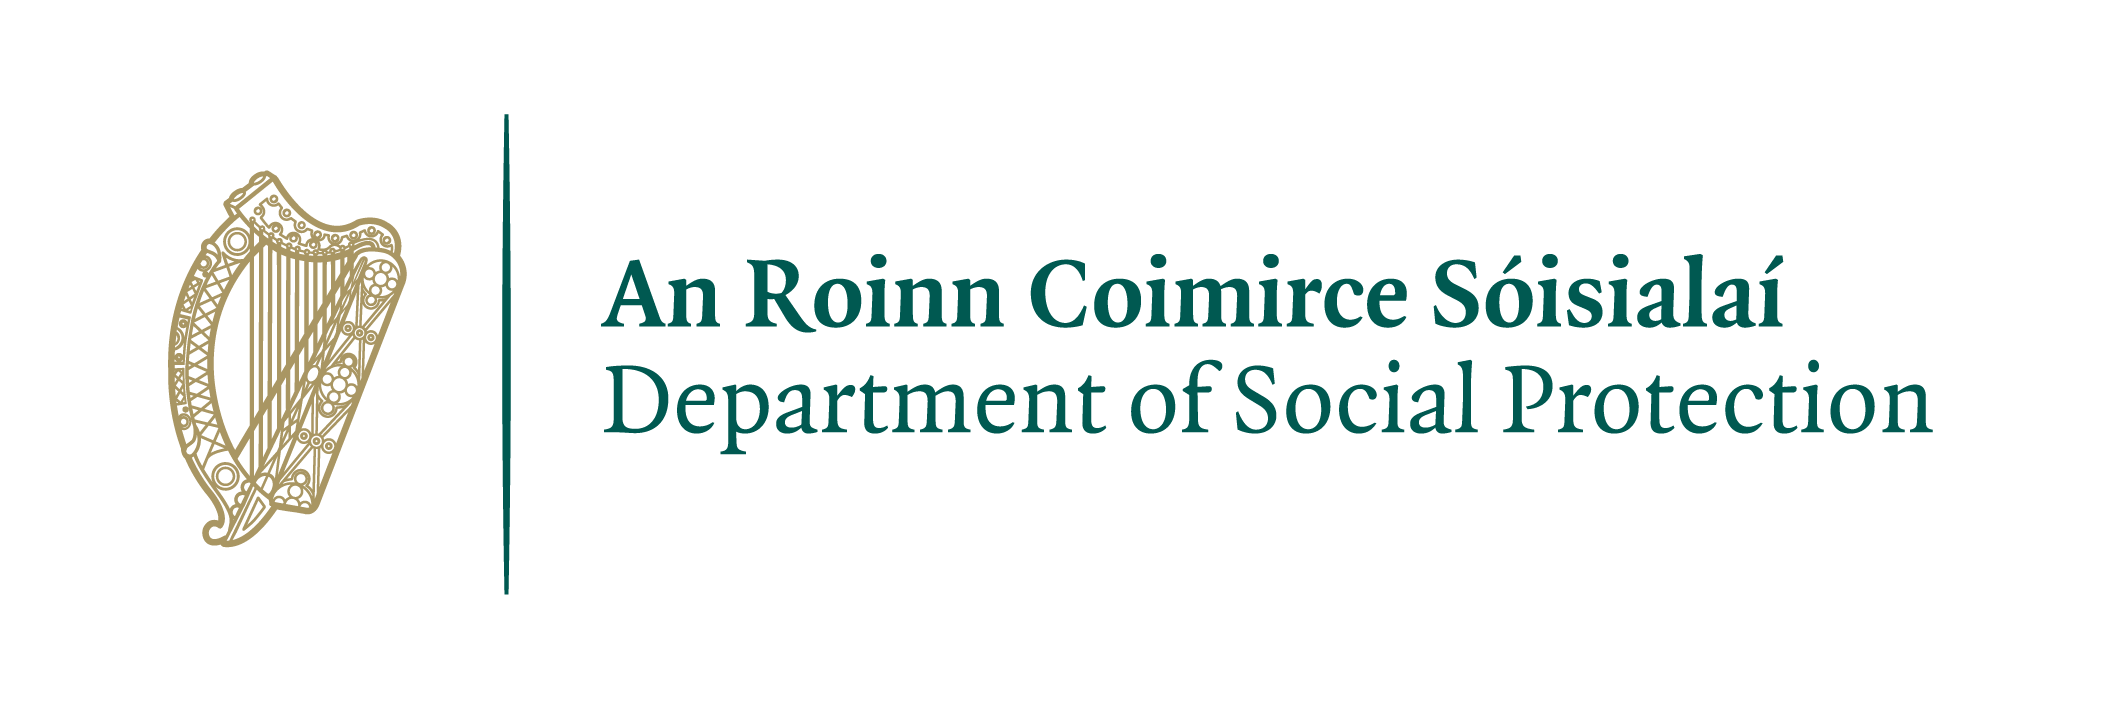 An Roinn Coimirce Sóisialaí
Department of Social Protection